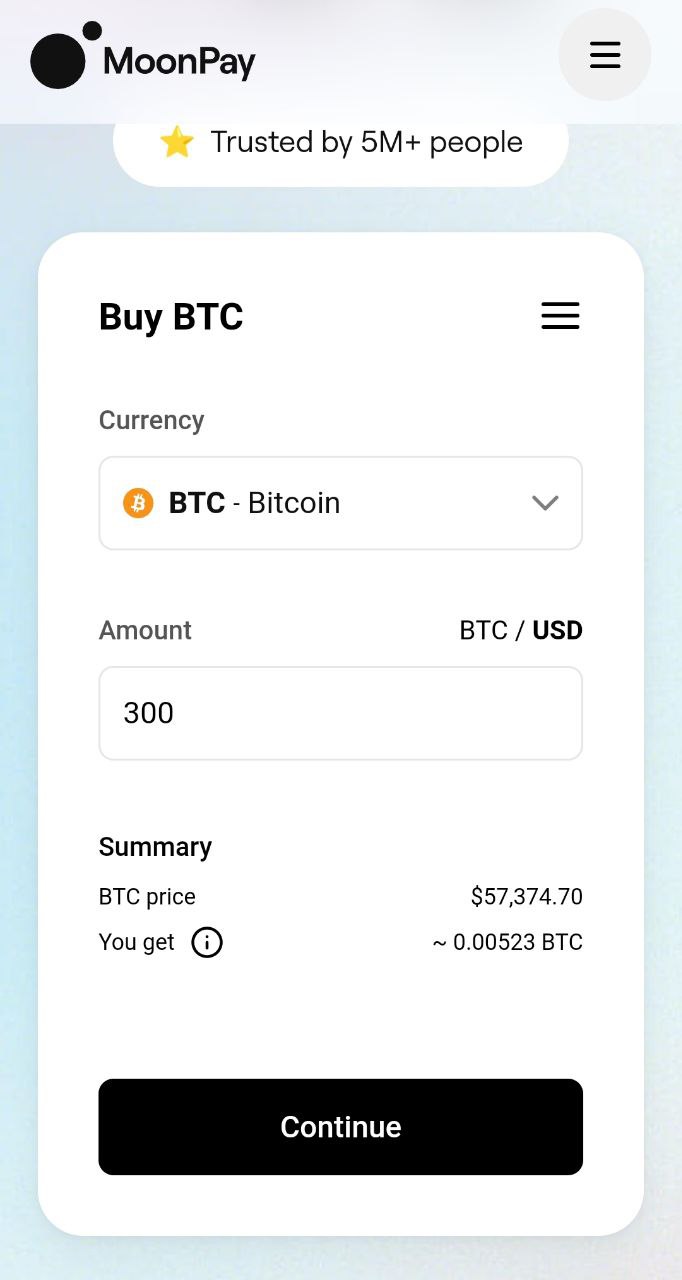 MoonPay
⭐ Trusted by 5M+ people
Buy BTC
Currency
BTC - Bitcoin
Amount BTC / USD
300
Summary
BTC price $57,374.70
You get ~ 0.00523 BTC
Continue